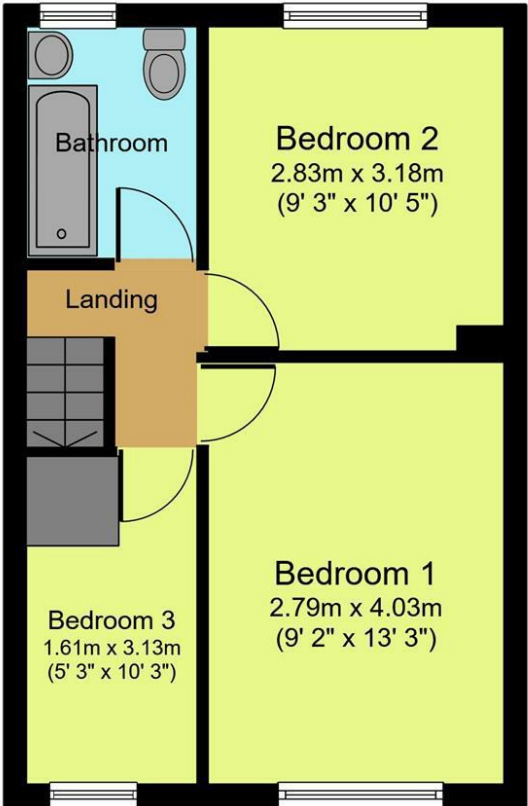 Bathroom
Bedroom 2
2.83m x 3.18m
(9' 3" x 10' 5")
Landing
Bedroom 1
2.79m x 4.03m
(9' 2" x 13' 3")
Bedroom 3
1.61m x 3.13m
(5' 3" x 10' 3")